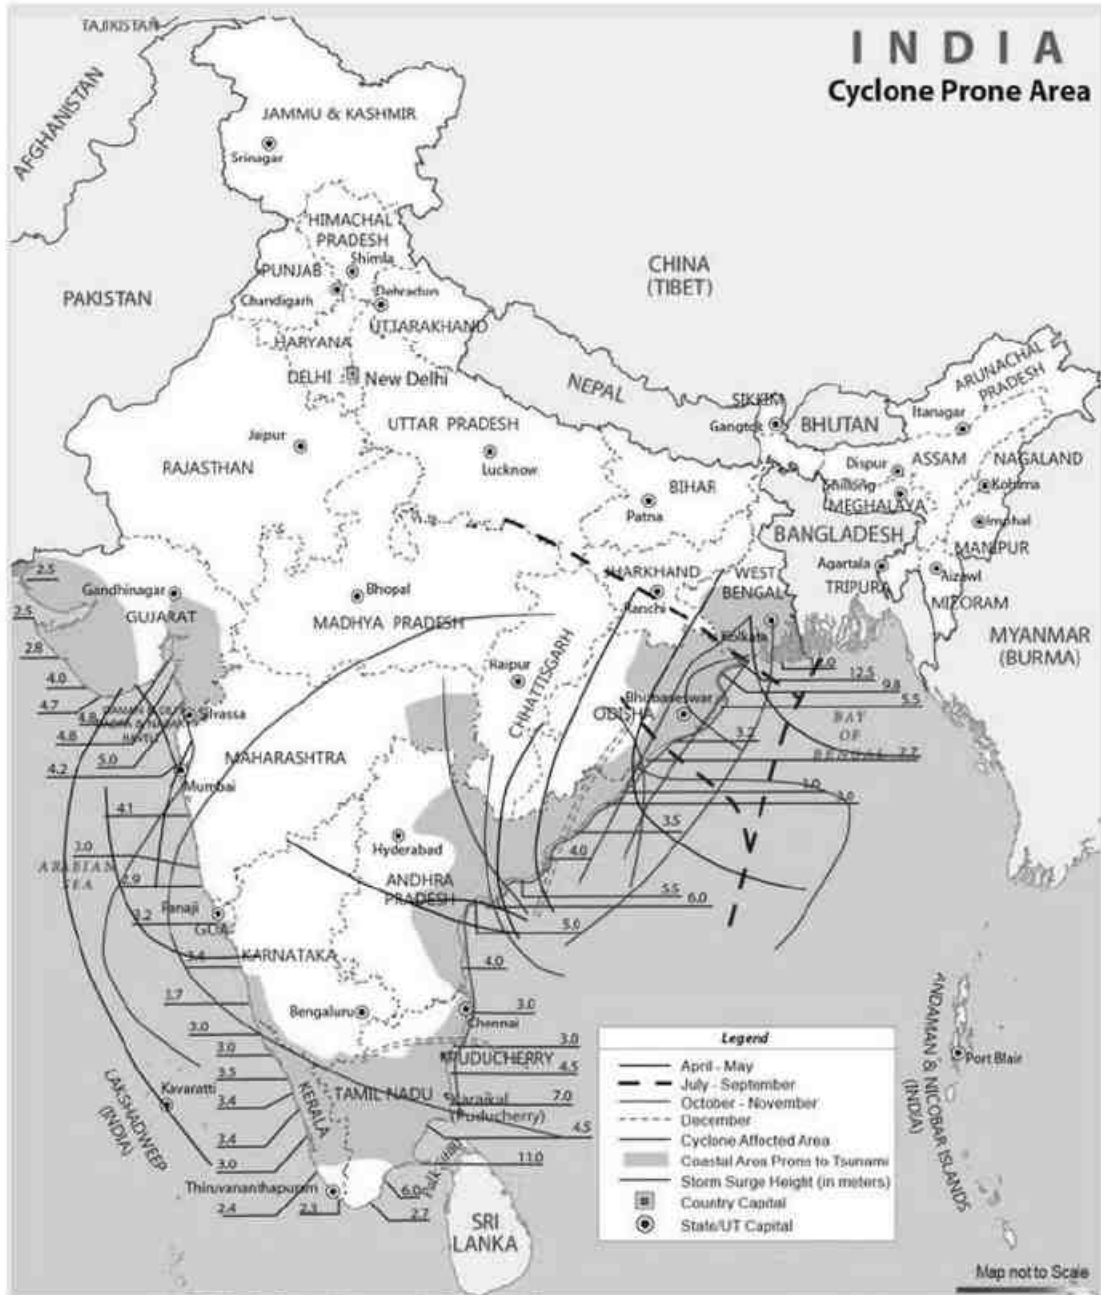 INDIA
Cyclone Prone Area
TAJIKISTAN
AFGHANISTAN
JAMMU & KASHMIR
Srinagar
HIMACHAL
PRADESH
Shimla
PUNJAB
Chandigarh
Dehradun
UTTARAKHAND
CHINA
(TIBET)
PAKISTAN
HARYANA
DELHI
New Delhi
NEPAL
SIKKIM
Gangtok
BHUTAN
ARUNACHAL
PRADESH
Itanagar
UTTAR PRADESH
Jaipur
Lucknow
RAJASTHAN
BIHAR
Patna
Dispur
ASSAM
NAGALAND
Shillong
MEGHALAYA
Kohima
Imphal
MANIPUR
BANGLADESH
Agartala
TRIPURA
Aizawl
MIZORAM
MYANMAR
(BURMA)
2.5
Gandhinagar
GUJARAT
Bhopal
MADHYA PRADESH
JHARKHAND
Ranchi
WEST
BENGAL
Kolkata
2.5
2.8
4.0
4.7
4.8
4.8
5.0
4.2
Silvassa
Mumbai
MAHARASHTRA
Raipur
CHHATTISGARH
Bhubaneswar
ODISHA
12.5
9.8
5.5
BAY
OF
BENGAL
3.2
3.5
4.0
5.5
6.0
5.0
4.1
3.0
ARABIAN
SEA
2.9
3.2
Panaji
GOA
Hyderabad
ANDHRA
PRADESH
KARNATAKA
3.4
3.7
4.0
Bengaluru
3.0
Chennai
3.0
3.0
3.5
3.4
3.4
3.0
2.4
2.3
3.0
PUDUCHERRY
4.5
7.0
Karaikal
(Puducherry)
4.5
11.0
6.0
2.7
LAKSHADWEEP
(INDIA)
Kavaratti
KERALA
TAMIL NADU
Thiruvananthapuram
SRI
LANKA
ANDAMAN & NICOBAR ISLANDS
(INDIA)
Port Blair
Legend
April - May
July - September
October - November
December
Cyclone Affected Area
Coastal Area Prons to Tsunami
Storm Surge Height (in meters)
Country Capital
State/UT Capital
Map not to Scale